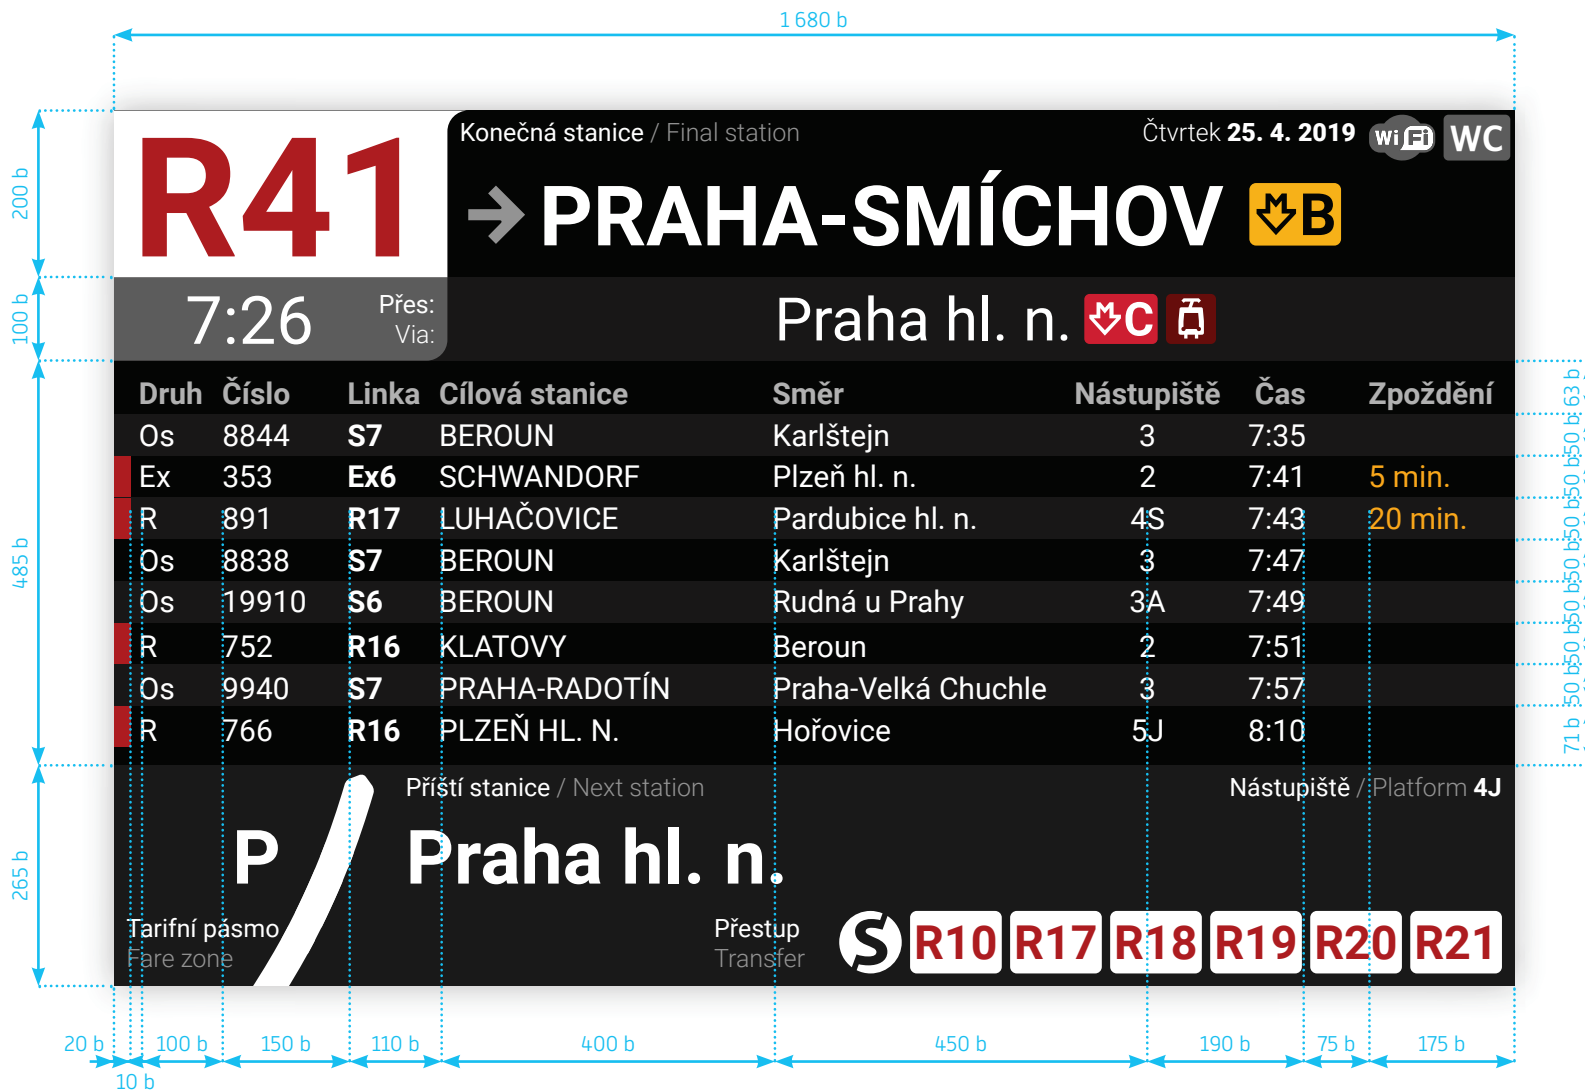 1 680 b
R41
Konečná stanice / Final station
Čtvrtek 25. 4. 2019 WiFi WC
200 b
PRAHA-SMÍCHOV B
100 b
7:26
Přes:
Via:
Praha hl. n. C
485 b
Druh Číslo Linka Cílová stanice Směr Nástupiště Čas Zpoždění
63 b
Os 8844 S7 BEROUN Karlštejn 3 7:35
50 b
Ex 353 Ex6 SCHWANDORF Plzeň hl. n. 2 7:41 5 min.
50 b
R 891 R17 LUHAČOVICE Pardubice hl. n. 4S 7:43 20 min.
50 b
Os 8838 S7 BEROUN Karlštejn 3 7:47
50 b
Os 19910 S6 BEROUN Rudná u Prahy 3A 7:49
50 b
R 752 R16 KLATOVY Beroun 2 7:51
50 b
Os 9940 S7 PRAHA-RADOTÍN Praha-Velká Chuchle 3 7:57
50 b
R 766 R16 PLZEŇ HL. N. Hořovice 5J 8:10
71 b
265 b
Příští stanice / Next station
Nástupiště / Platform 4J
P
Praha hl. n.
Tarifní pásmo
Fare zone
Přestup
Transfer
S R10 R17 R18 R19 R20 R21
20 b 100 b 150 b 110 b 400 b 450 b 190 b 75 b 175 b
10 b